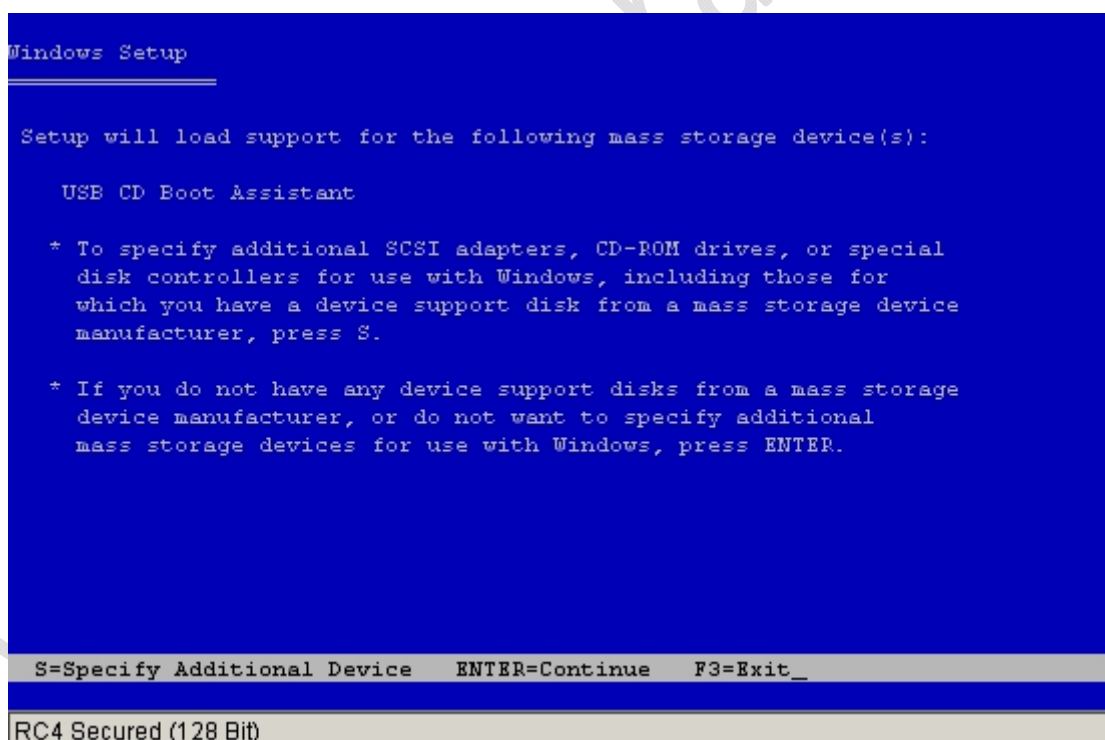 Windows Setup
Setup will load support for the following mass storage device(s):
USB CD Boot Assistant
* To specify additional SCSI adapters, CD-ROM drives, or special
disk controllers for use with Windows, including those for
which you have a device support disk from a mass storage device
manufacturer, press S.
* If you do not have any device support disks from a mass storage
device manufacturer, or do not want to specify additional
mass storage devices for use with Windows, press ENTER.
S=Specify Additional Device ENTER=Continue F3=Exit_
RC4 Secured (128 Bit)